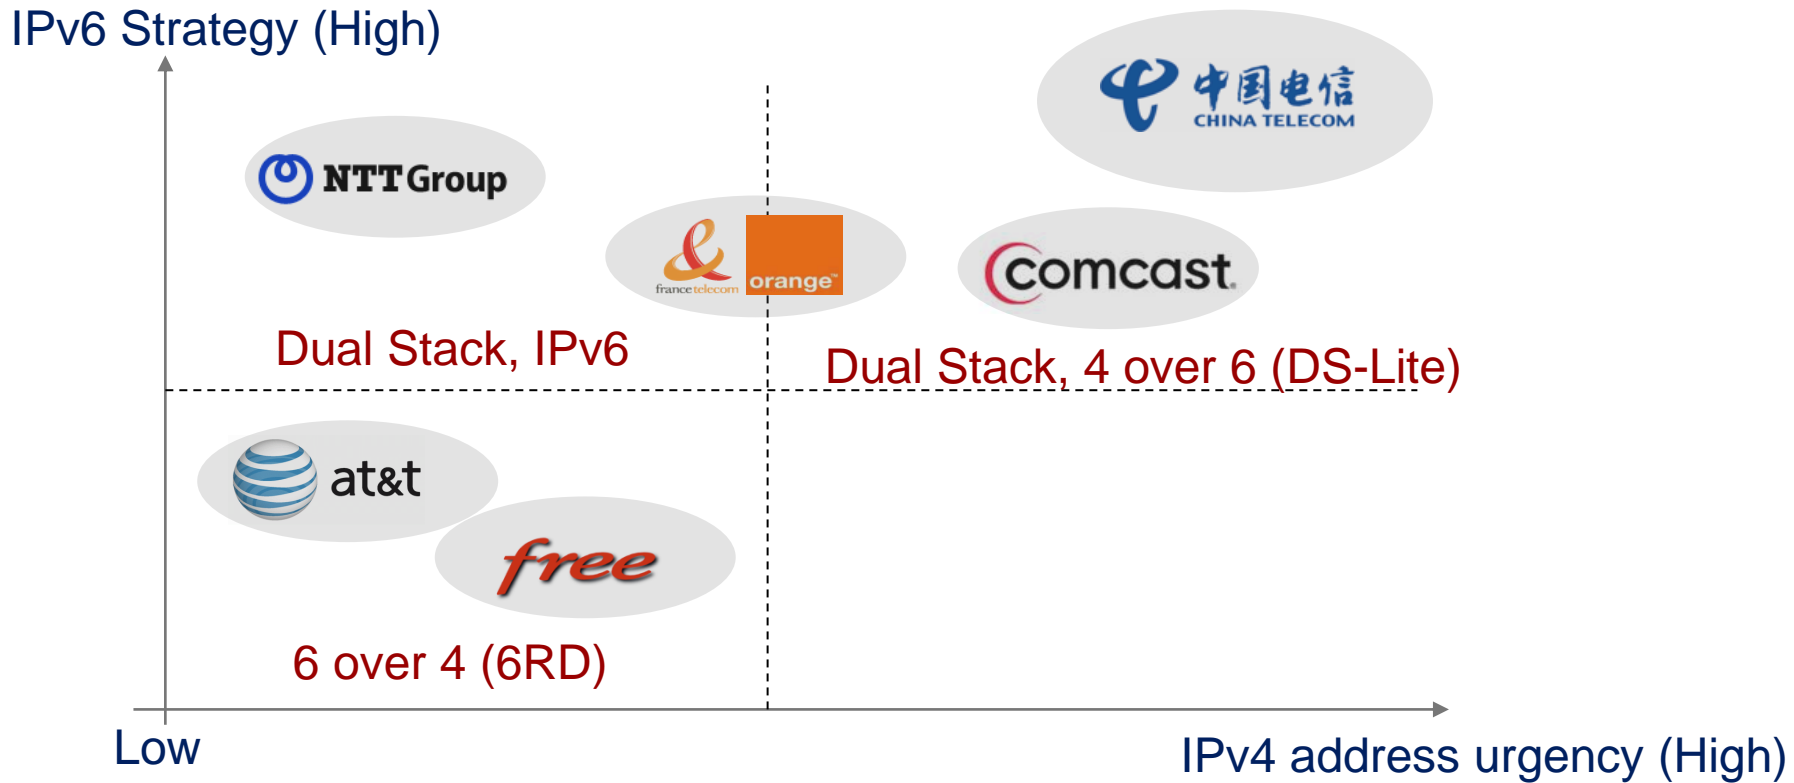 IPv6 Strategy (High)
中国电信
CHINA TELECOM
NTT Group
france telecom
orange™
comcast®
Dual Stack, IPv6
Dual Stack, 4 over 6 (DS-Lite)
at&t
free
6 over 4 (6RD)
Low
IPv4 address urgency (High)